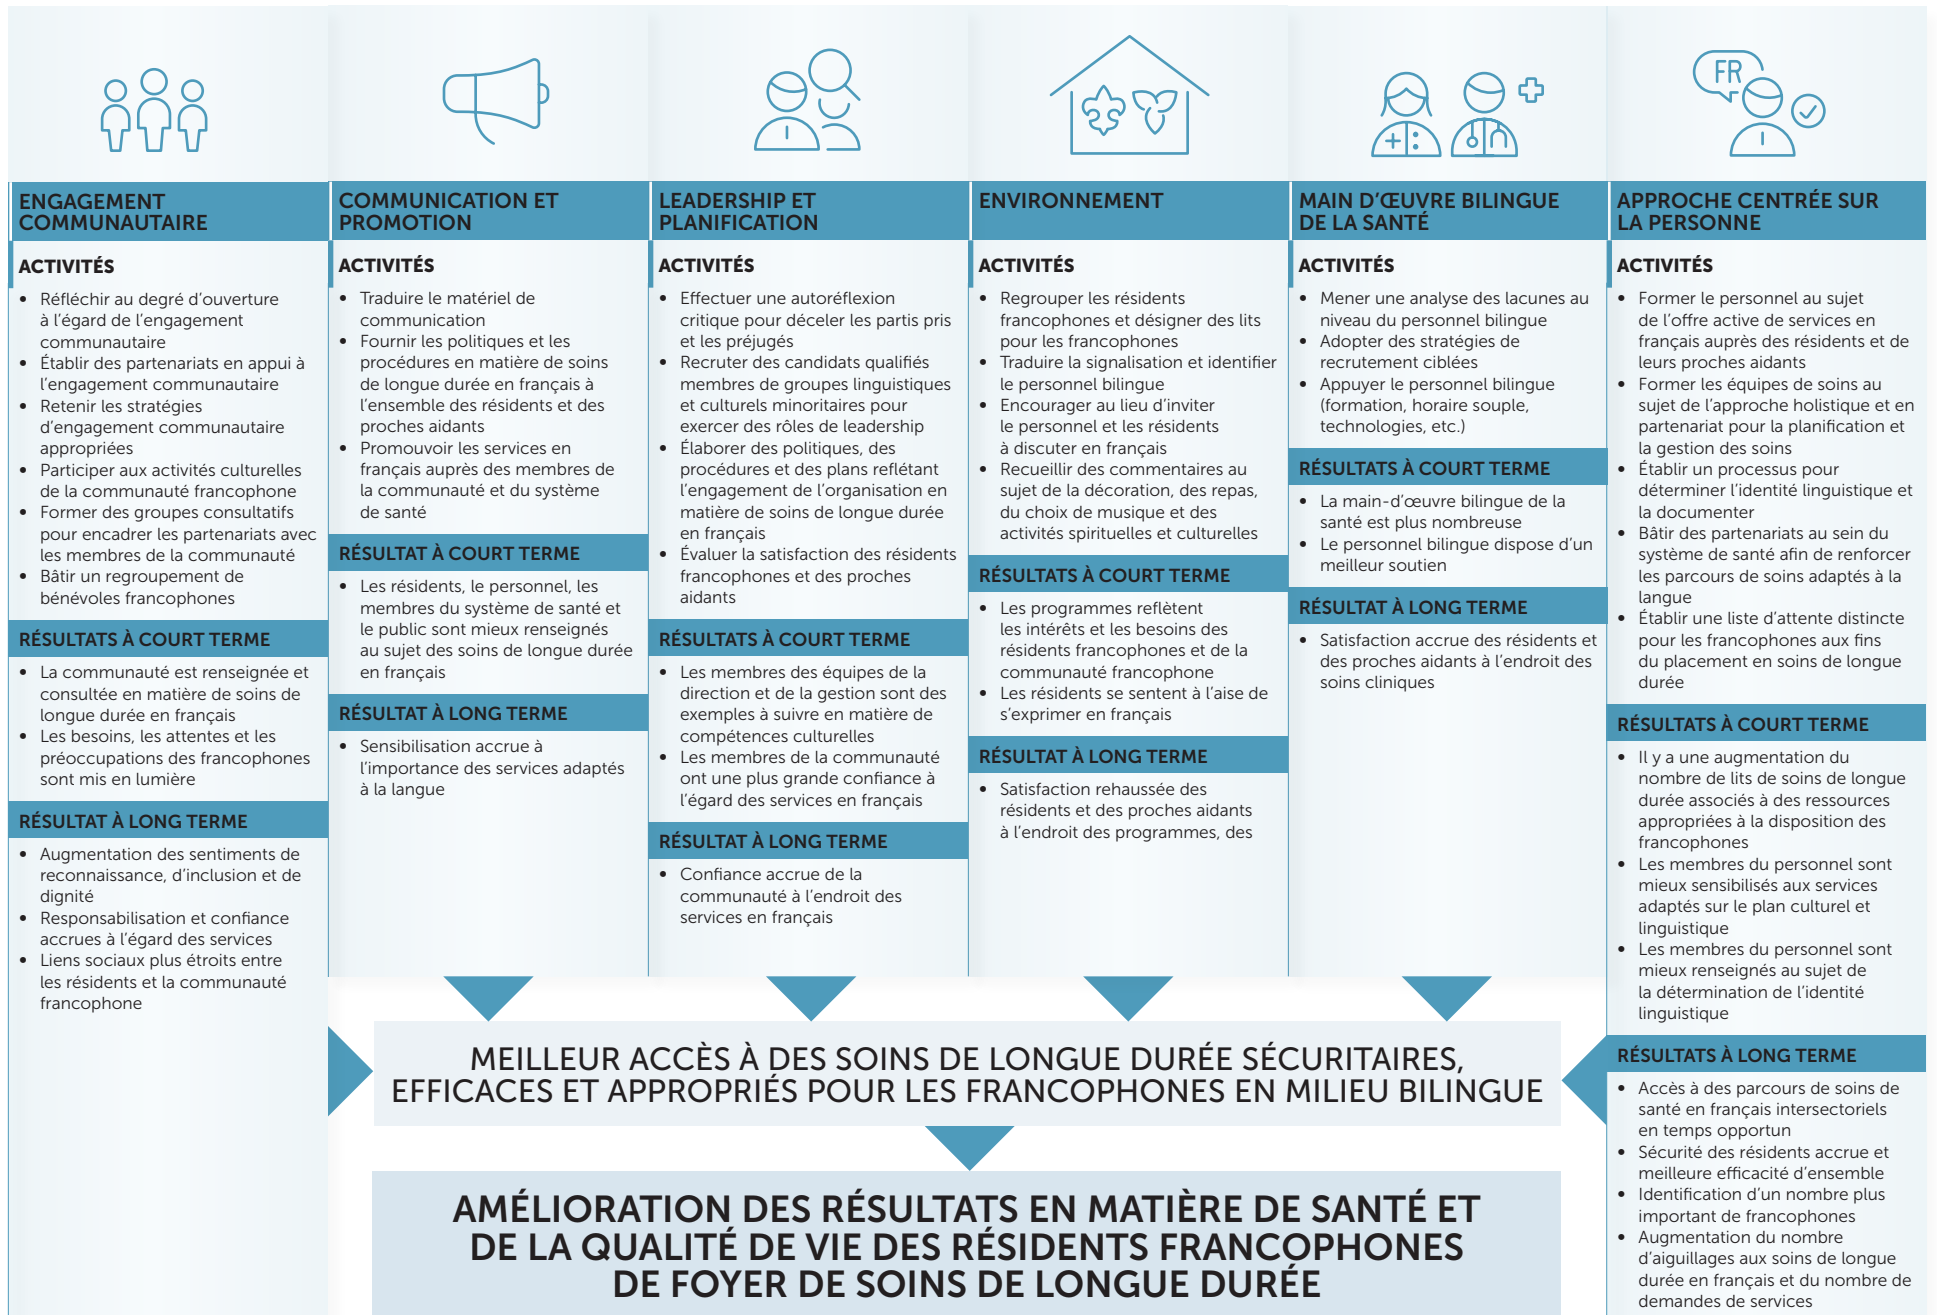 FR
ENGAGEMENT
COMMUNAUTAIRE
ACTIVITÉS
• Réfléchir au degré d'ouverture
à l'égard de l'engagement
communautaire
• Établir des partenariats en appui à
l'engagement communautaire
• Retenir les stratégies
d'engagement communautaire
appropriées
• Participer aux activités culturelles
de la communauté francophone
• Former des groupes consultatifs
pour encadrer les partenariats avec
les membres de la communauté
• Bâtir un regroupement de
bénévoles francophones
RÉSULTATS À COURT TERME
• La communauté est renseignée et
consultée en matière de soins de
longue durée en français
• Les besoins, les attentes et les
préoccupations des francophones
sont mis en lumière
RÉSULTAT À LONG TERME
• Augmentation des sentiments de
reconnaissance, d'inclusion et de
dignité
• Responsabilisation et confiance
accrues à l'égard des services
• Liens sociaux plus étroits entre
les résidents et la communauté
francophone
COMMUNICATION ET
PROMOTION
ACTIVITÉS
• Traduire le matériel de
communication
• Fournir les politiques et les
procédures en matière de soins
de longue durée en français à
l'ensemble des résidents et des
proches aidants
• Promouvoir les services en
français auprès des membres de
la communauté et du système
de santé
RÉSULTAT À COURT TERME
• Les résidents, le personnel, les
membres du système de santé et
le public sont mieux renseignés
au sujet des soins de longue durée
en français
RÉSULTAT À LONG TERME
• Sensibilisation accrue à
l'importance des services adaptés
à la langue
LEADERSHIP ET
PLANIFICATION
ACTIVITÉS
• Effectuer une autoréflexion
critique pour déceler les partis pris
et les préjugés
• Recruter des candidats qualifiés
membres de groupes linguistiques
et culturels minoritaires pour
exercer des rôles de leadership
• Élaborer des politiques, des
procédures et des plans reflétant
l'engagement de l'organisation en
matière de soins de longue durée
en français
• Évaluer la satisfaction des résidents
francophones et des proches
aidants
RÉSULTATS À COURT TERME
• Les membres des équipes de la
direction et de la gestion sont des
exemples à suivre en matière de
compétences culturelles
• Les membres de la communauté
ont une plus grande confiance à
l'égard des services en français
RÉSULTAT À LONG TERME
• Confiance accrue de la
communauté à l'endroit des
services en français
ENVIRONNEMENT
ACTIVITÉS
• Regrouper les résidents
francophones et désigner des lits
pour les francophones
• Traduire la signalisation et identifier
le personnel bilingue
• Encourager au lieu d'inviter
le personnel et les résidents
à discuter en français
• Recueillir des commentaires au
sujet de la décoration, des repas,
du choix de musique et des
activités spirituelles et culturelles
RÉSULTATS À COURT TERME
• Les programmes reflètent
les intérêts et les besoins des
résidents francophones et de la
communauté francophone
• Les résidents se sentent à l'aise de
s'exprimer en français
RÉSULTAT À LONG TERME
• Satisfaction rehaussée des
résidents et des proches aidants
à l'endroit des programmes, des
MAIN D'ŒUVRE BILINGUE
DE LA SANTÉ
ACTIVITÉS
• Mener une analyse des lacunes au
niveau du personnel bilingue
• Adopter des stratégies de
recrutement ciblées
• Appuyer le personnel bilingue
(formation, horaire souple,
technologies, etc.)
RÉSULTATS À COURT TERME
• La main-d'œuvre bilingue de la
santé est plus nombreuse
• Le personnel bilingue dispose d'un
meilleur soutien
RÉSULTAT À LONG TERME
• Satisfaction accrue des résidents et
des proches aidants à l'endroit des
soins cliniques
APPROCHE CENTRÉE SUR
LA PERSONNE
ACTIVITÉS
• Former le personnel au sujet
de l'offre active de services en
français auprès des résidents et de
leurs proches aidants
• Former les équipes de soins au
sujet de l'approche holistique et en
partenariat pour la planification et
la gestion des soins
• Établir un processus pour
déterminer l'identité linguistique et
la documenter
• Bâtir des partenariats au sein du
système de santé afin de renforcer
les parcours de soins adaptés à la
langue
• Établir une liste d'attente distincte
pour les francophones aux fins
du placement en soins de longue
durée
RÉSULTATS À COURT TERME
• Il y a une augmentation du
nombre de lits de soins de longue
durée associés à des ressources
appropriées à la disposition des
francophones
• Les membres du personnel sont
mieux sensibilisés aux services
adaptés sur le plan culturel et
linguistique
• Les membres du personnel sont
mieux renseignés au sujet de
la détermination de l'identité
linguistique
RÉSULTATS À LONG TERME
• Accès à des parcours de soins de
santé en français intersectoriels
en temps opportun
• Sécurité des résidents accrue et
meilleure efficacité d'ensemble
• Identification d'un nombre plus
important de francophones
• Augmentation du nombre
d'aiguillages aux soins de longue
durée en français et du nombre de
demandes de services
MEILLEUR ACCÈS À DES SOINS DE LONGUE DURÉE SÉCURITAIRES,
EFFICACES ET APPROPRIÉS POUR LES FRANCOPHONES EN MILIEU BILINGUE
AMÉLIORATION DES RÉSULTATS EN MATIÈRE DE SANTÉ ET
DE LA QUALITÉ DE VIE DES RÉSIDENTS FRANCOPHONES
DE FOYER DE SOINS DE LONGUE DURÉE